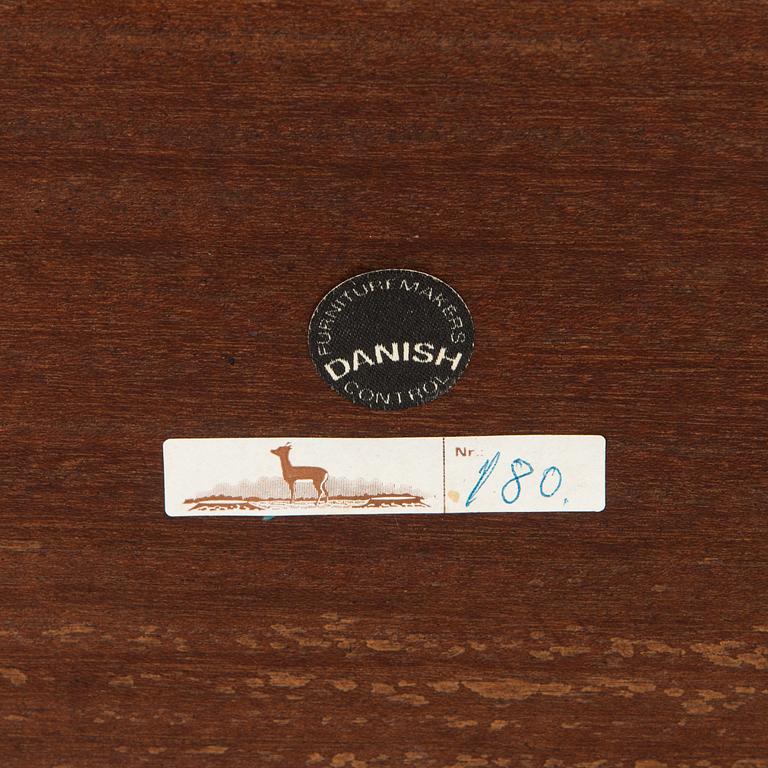 FURNITUREMAKERS
DANISH
CONTROL
Nr.: 180.